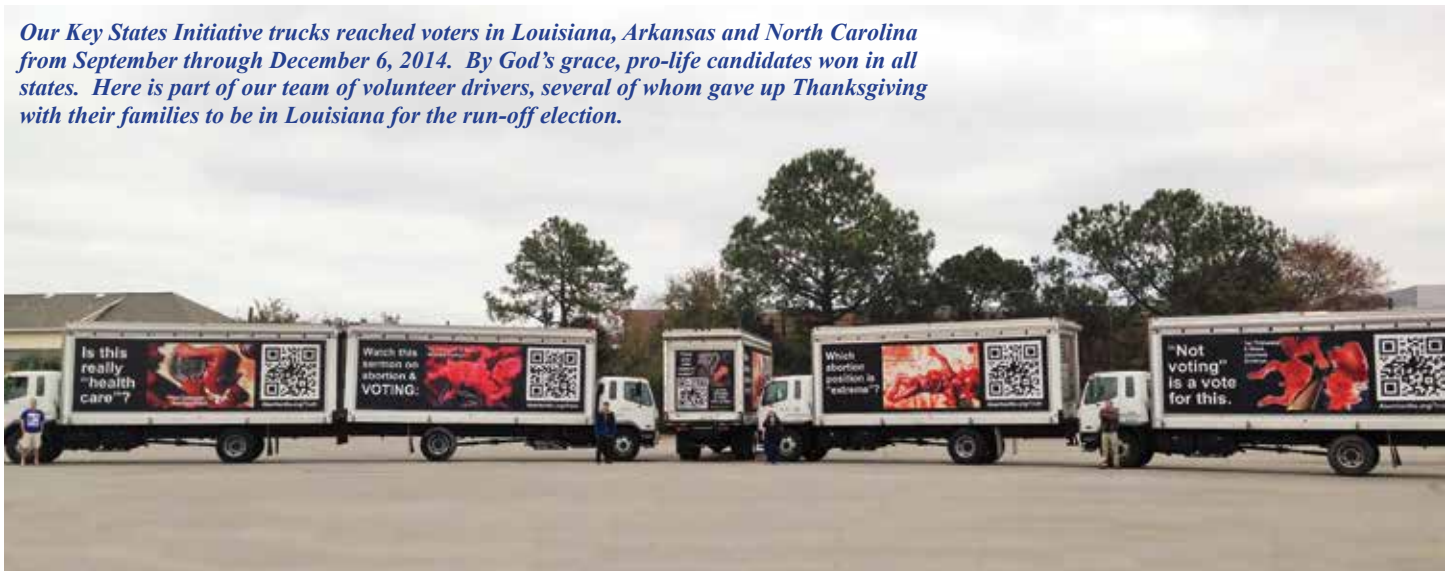 Our Key States Initiative trucks reached voters in Louisiana, Arkansas and North Carolina
from September through December 6, 2014.  By God's grace, pro-life candidates won in all
states.  Here is part of our team of volunteer drivers, several of whom gave up Thanksgiving
with their families to be in Louisiana for the run-off election.
Is this
really
"health
care"?
Watch this
sermon on
abortion &
VOTING:
Which
abortion
position is
"extreme"?
"Not
voting"
is a vote
for this.